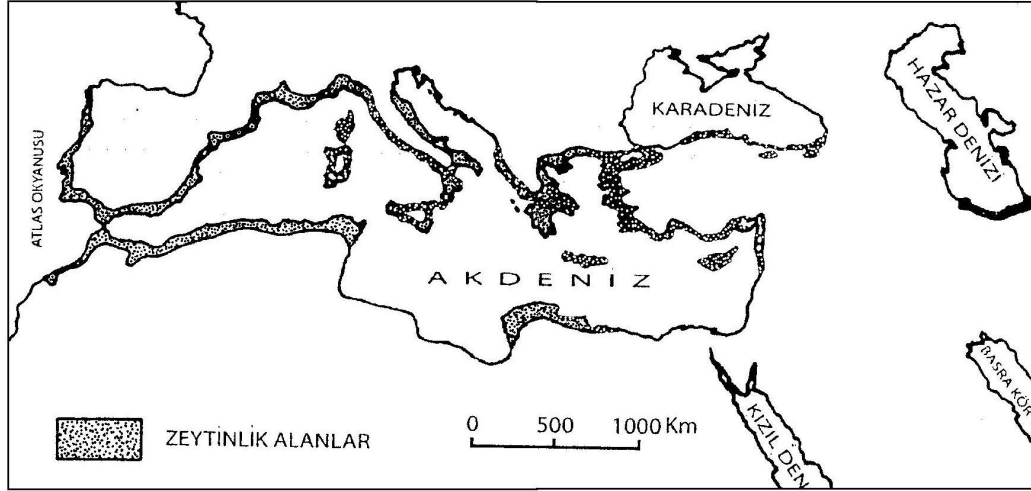 KARADENİZ
HAZAR DENİZİ
ATLAS OKYANUSU
AKDENİZ
BASRA KÖR
KIZIL DEN
ZEYTİNLİK ALANLAR
0 500 1000 Km